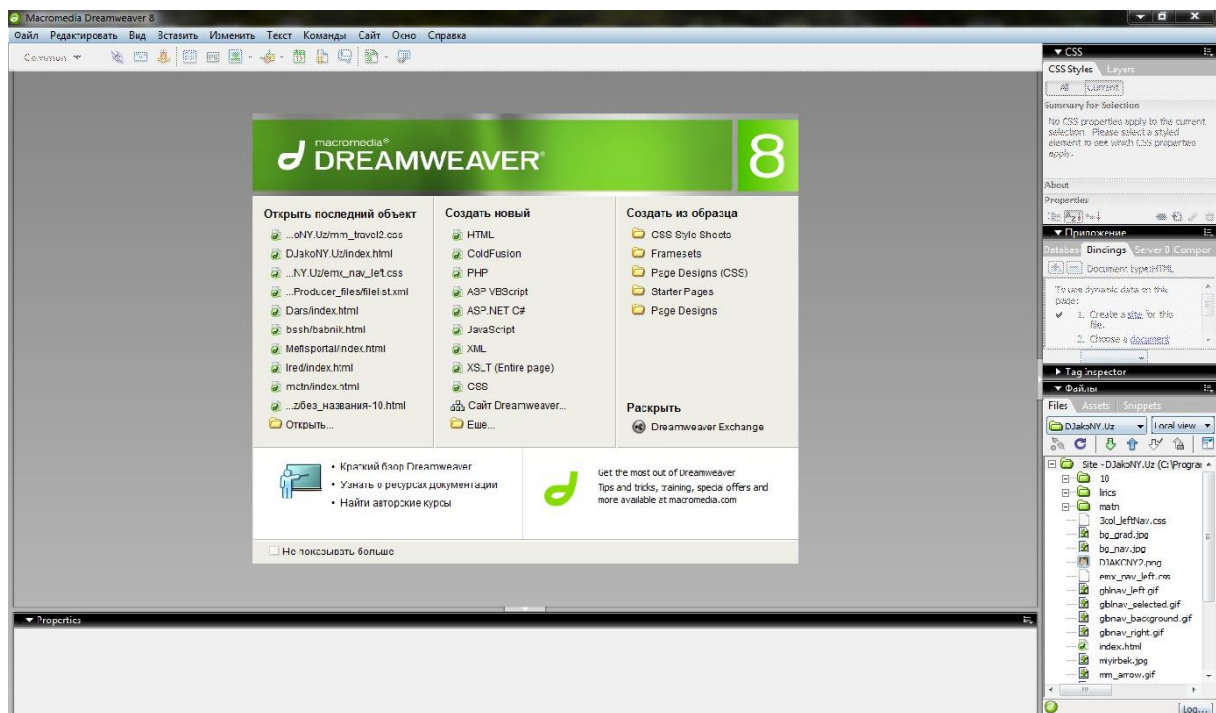 Macromedia Dreamweaver 8
Файл Редактировать Вид Вставить Изменить Текст Команды Сайт Окно Справка
Common
macromedia®
DREAMWEAVER® 8
Открыть последний объект
...oNY.Uz/mm_travel2.css
DJakoNY.Uz/index.html
...NY.Uz/emx_nav_left.css
...Producer_files/filelist.xml
Dars/index.html
bssh/babnik.html
Mefisportal/index.html
Ired/index.html
matn/index.html
...z/без_названия-10.html
Открыть...
Создать новый
HTML
ColdFusion
PHP
ASP VBScript
ASP.NET C#
JavaScript
XML
XSLT (Entire page)
CSS
Сайт Dreamweaver...
Еще...
Создать из образца
CSS Style Sheets
Framesets
Page Designs (CSS)
Starter Pages
Page Designs
Раскрыть
Dreamweaver Exchange
• Краткий бзор Dreamweaver
• Узнать о ресурсах документации
• Найти авторские курсы
Get the most out of Dreamweaver
Tips and tricks, training, special offers and
more available at macromedia.com
Не показывать больше
Properties
CSS
CSS Styles Layers
All Current
Summary for Selection
No CSS properties apply to the current
selection. Please select a styled
element to see which CSS properties
apply.
About
Properties
Приложение
Databas Bindings Server B Compor
Document type:HTML
To use dynamic data on this
page:
1. Create a site for this
file.
2. Choose a document
Tag Inspector
Файлы
Files Assets Snippets
DJakoNY.Uz Local view
Site - DJakoNY.Uz (C:\Prograr
10
lirics
matn
3col_leftNav.css
bg_grad.jpg
bg_nav.jpg
DJAKONY2.png
emx_nav_left.css
gblnav_left.gif
glblnav_selected.gif
gbnav_background.gif
gbnav_right.gif
index.html
miyirbek.jpg
mm_arrow.gif
Log...